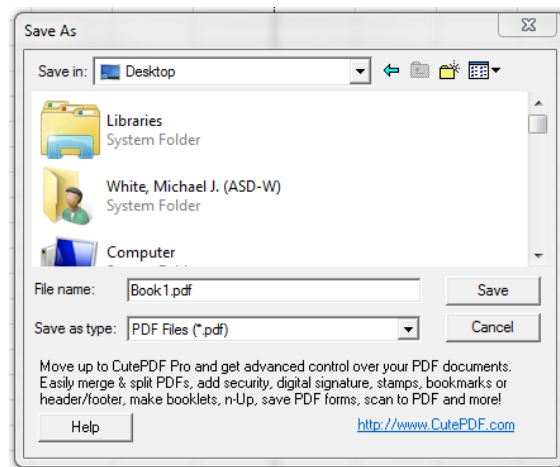 Save As
Save in: Desktop
Libraries
System Folder
White, Michael J. (ASD-W)
System Folder
Computer
File name: Book1.pdf Save
Save as type: PDF Files (*.pdf) Cancel
Move up to CutePDF Pro and get advanced control over your PDF documents.
Easily merge & split PDFs, add security, digital signature, stamps, bookmarks or
header/footer, make booklets, n-Up, save PDF forms, scan to PDF and more!
Help http://www.CutePDF.com